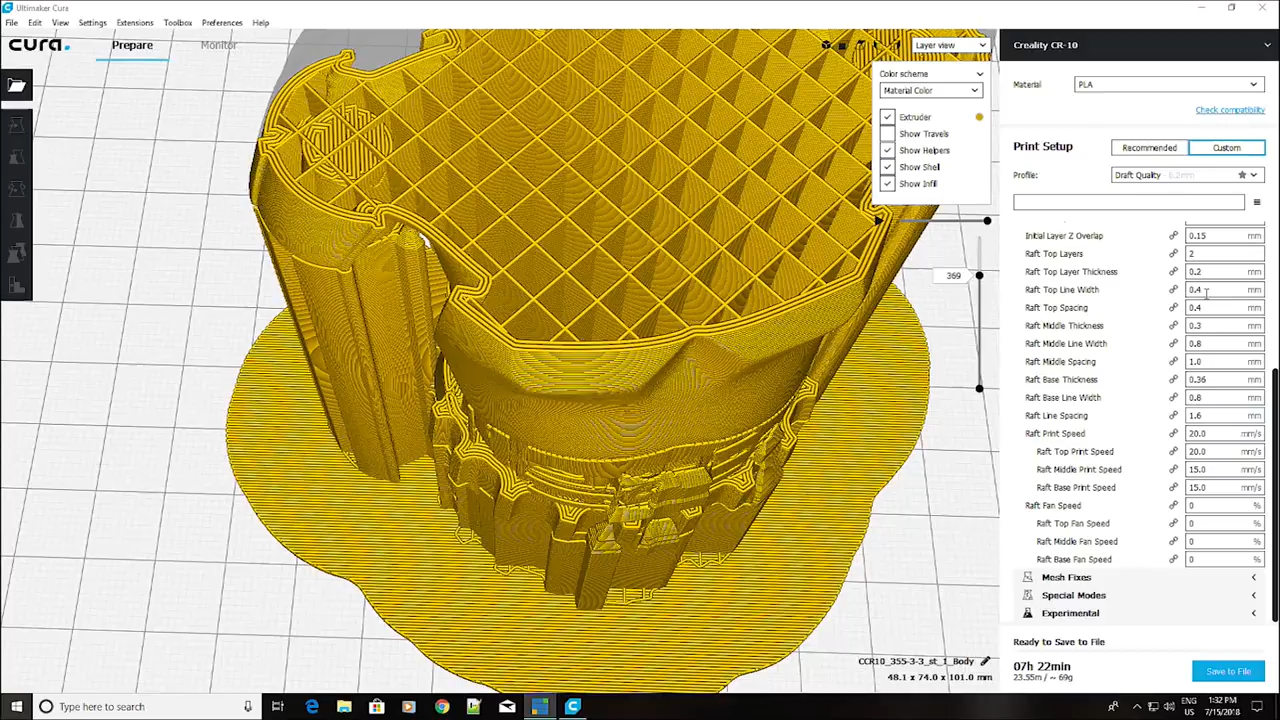 Ultimaker Cura
File Edit View Settings Extensions Toolbox Preferences Help
cura.
Prepare
Monitor
Layer view
Color scheme
Material Color
Extruder
Show Travels
Show Helpers
Show Shell
Show Infill
369
Creality CR-10
Material PLA
Check compatibility
Print Setup Recommended Custom
Profile: Draft Quality - 0.2mm
Initial Layer Z Overlap 0.15 mm
Raft Top Layers 2
Raft Top Layer Thickness 0.2 mm
Raft Top Line Width 0.4 mm
Raft Top Spacing 0.4 mm
Raft Middle Thickness 0.3 mm
Raft Middle Line Width 0.8 mm
Raft Middle Spacing 1.0 mm
Raft Base Thickness 0.36 mm
Raft Base Line Width 0.8 mm
Raft Line Spacing 1.6 mm
Raft Print Speed 20.0 mm/s
Raft Top Print Speed 20.0 mm/s
Raft Middle Print Speed 15.0 mm/s
Raft Base Print Speed 15.0 mm/s
Raft Fan Speed 0 %
Raft Top Fan Speed 0 %
Raft Middle Fan Speed 0 %
Raft Base Fan Speed 0 %
Mesh Fixes
Special Modes
Experimental
Ready to Save to File
07h 22min
23.55m / ~ 69g
Save to File
CCR10_355-3-3_st_1_Body
48.1 x 74.0 x 101.0 mm
Type here to search
ENG
US
1:32 PM
7/15/2018